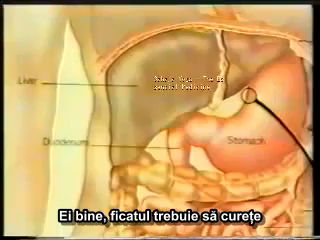 Liver
Duodenum
Stomach
Ei bine, ficatul trebuie să curețe